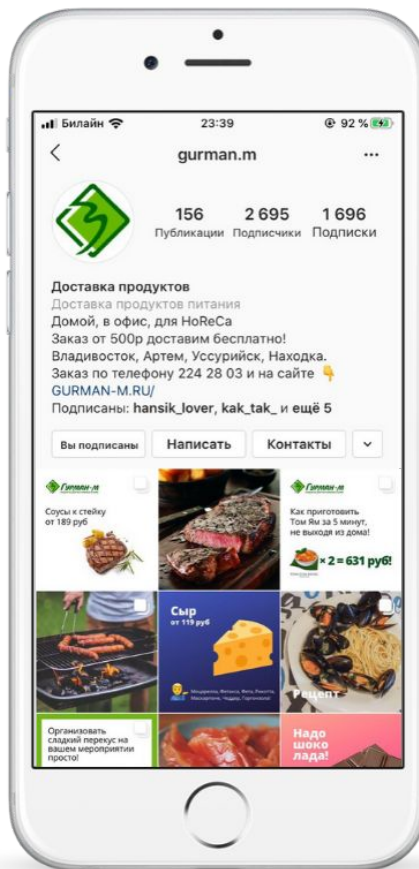 Билайн 23:39 92 %
gurman.m
156 2 695 1 696
Публикации Подписчики Подписки
Доставка продуктов
Доставка продуктов питания
Домой, в офис, для HoReCa
Заказ от 500р доставим бесплатно!
Владивосток, Артем, Уссурийск, Находка.
Заказ по телефону 224 28 03 и на сайте 👇
GURMAN-M.RU/
Подписаны: hansik_lover, kak_tak_ и ещё 5
Вы подписаны Написать Контакты
Гурман-м
Соусы к стейку
от 189 руб
Гурман-м
Как приготовить
Том Ям за 5 минут,
не выходя из дома!
× 2 = 631 руб!
Сыр
от 119 руб
Рецепт
Организовать
сладкий перекус на
вашем мероприятии
просто!
Надо
шоко
лада!